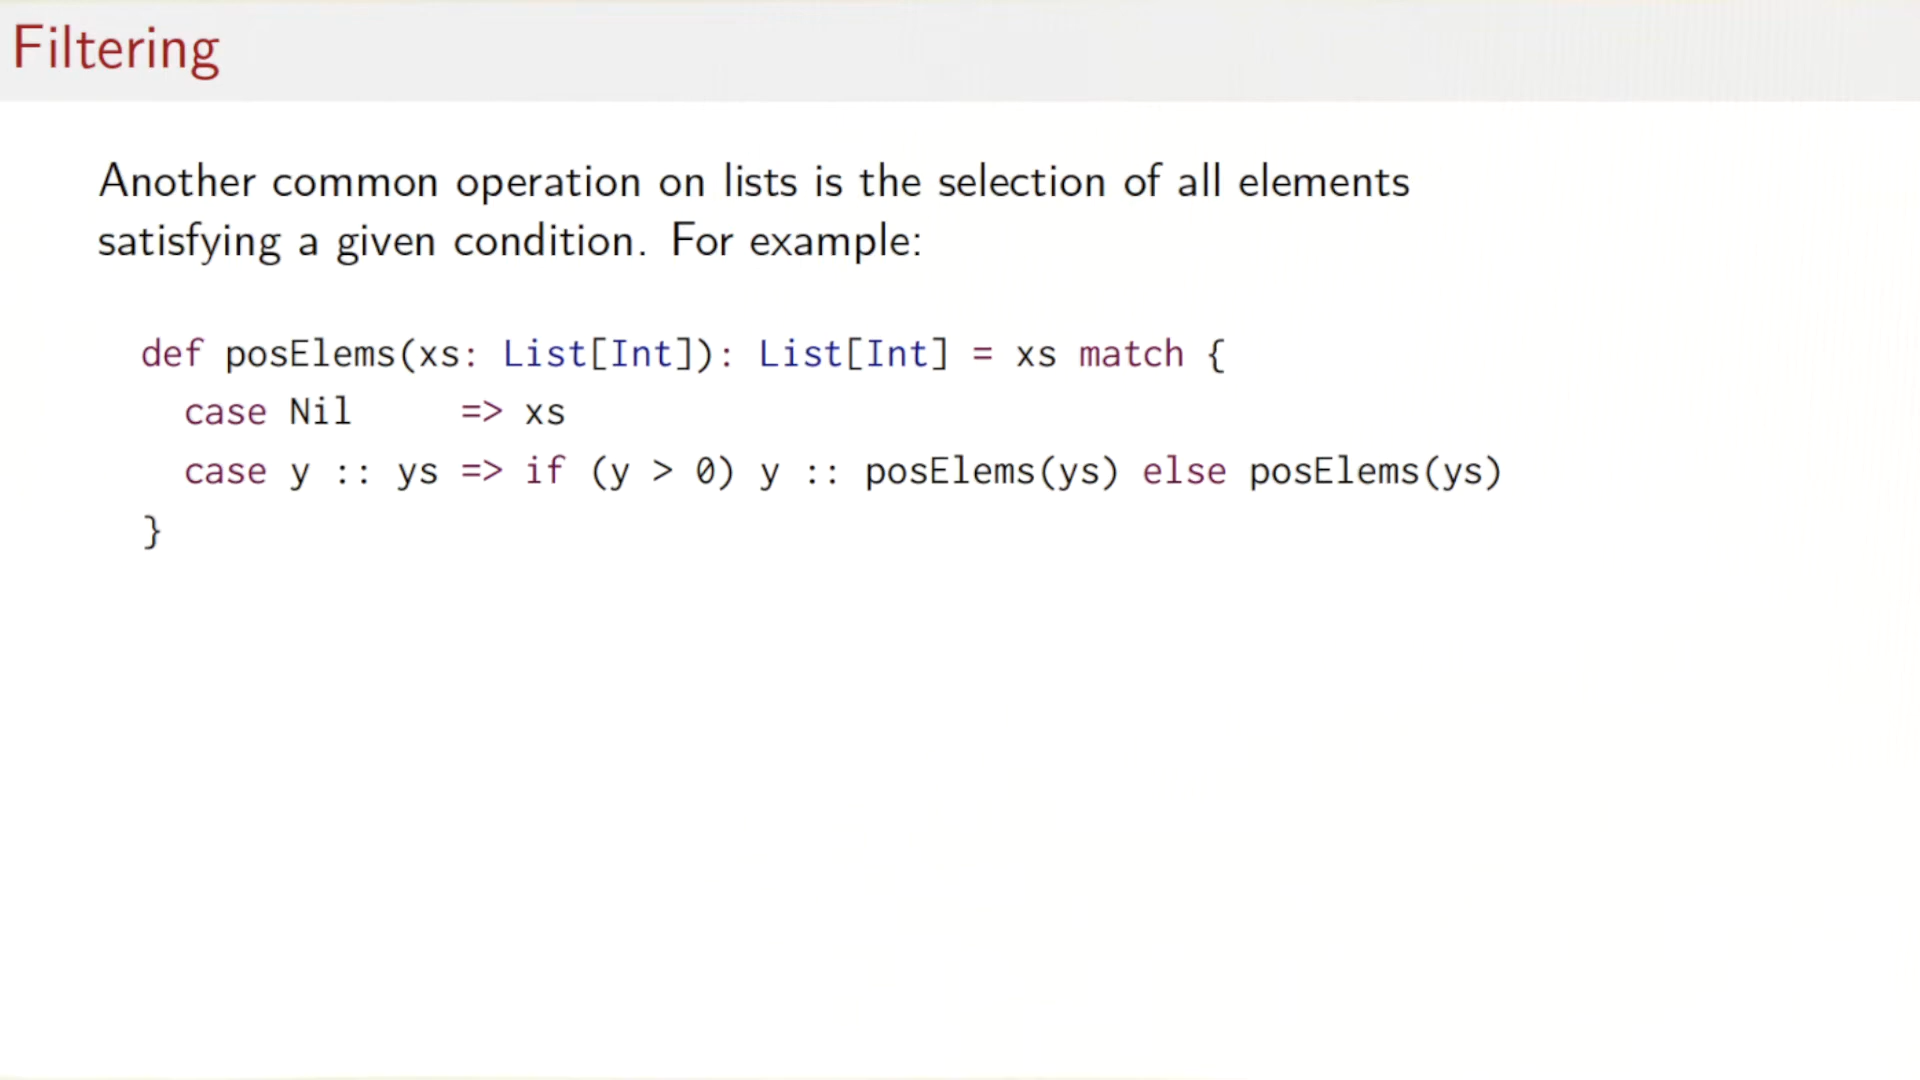 Filtering
Another common operation on lists is the selection of all elements
satisfying a given condition. For example:
def posElems(xs: List[Int]): List[Int] = xs match {
  case Nil     => xs
  case y :: ys => if (y > 0) y :: posElems(ys) else posElems(ys)
}